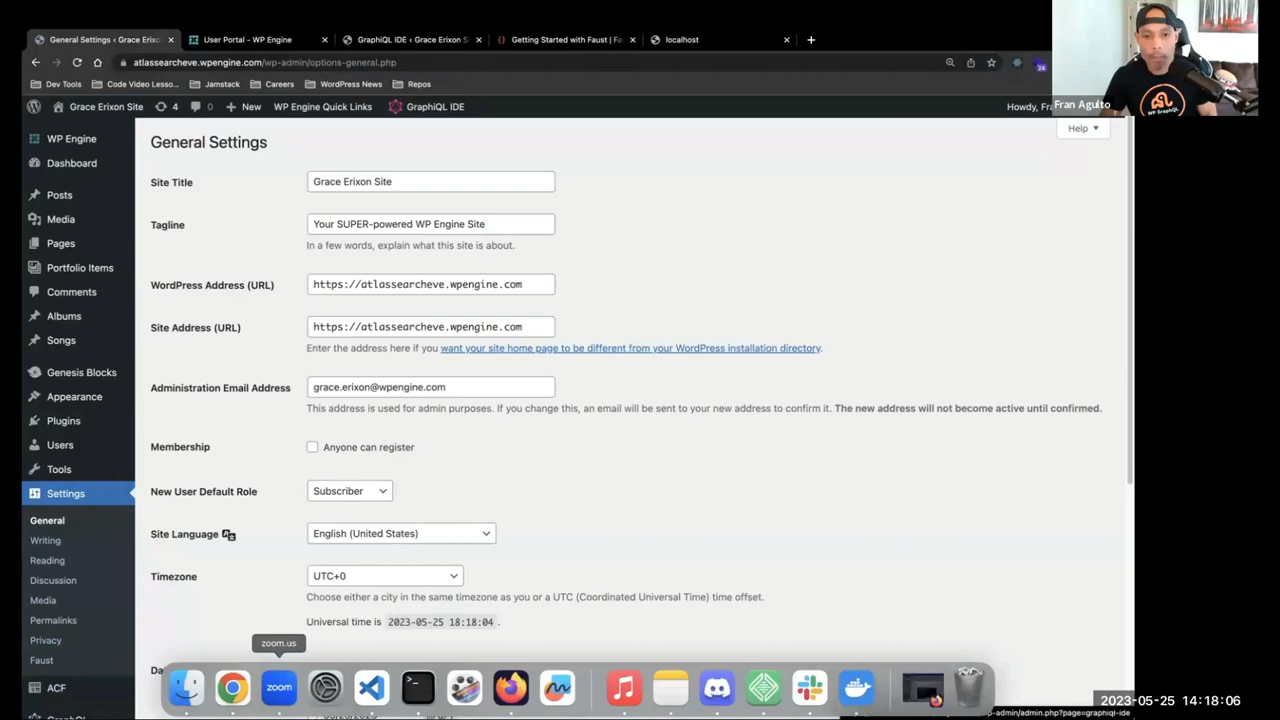 General Settings ‹ Grace Erixo
User Portal - WP Engine
GraphiQL IDE ‹ Grace Erixon S
Getting Started with Faust | Fa
localhost
atlassearcheve.wpengine.com/wp-admin/options-general.php
24
Dev Tools
Code Video Lesso...
Jamstack
Careers
WordPress News
Repos
Grace Erixon Site
4
0
New
WP Engine Quick Links
GraphiQL IDE
Howdy, Fra
Fran Agulto
WP GRAPHQL
Help
WP Engine
Dashboard
Posts
Media
Pages
Portfolio Items
Comments
Albums
Songs
Genesis Blocks
Appearance
Plugins
Users
Tools
Settings
General
Writing
Reading
Discussion
Media
Permalinks
Privacy
Faust
ACF
General Settings
Site Title
Grace Erixon Site
Tagline
Your SUPER-powered WP Engine Site
In a few words, explain what this site is about.
WordPress Address (URL)
https://atlassearcheve.wpengine.com
Site Address (URL)
https://atlassearcheve.wpengine.com
Enter the address here if you want your site home page to be different from your WordPress installation directory.
Administration Email Address
grace.erixon@wpengine.com
This address is used for admin purposes. If you change this, an email will be sent to your new address to confirm it. The new address will not become active until confirmed.
Membership
Anyone can register
New User Default Role
Subscriber
Site Language
English (United States)
Timezone
UTC+0
Choose either a city in the same timezone as you or a UTC (Coordinated Universal Time) time offset.
Universal time is 2023-05-25 18:18:04 .
zoom.us
zoom
2023-05-25 14:18:06
-admin/admin.php?page=graphiql-ide